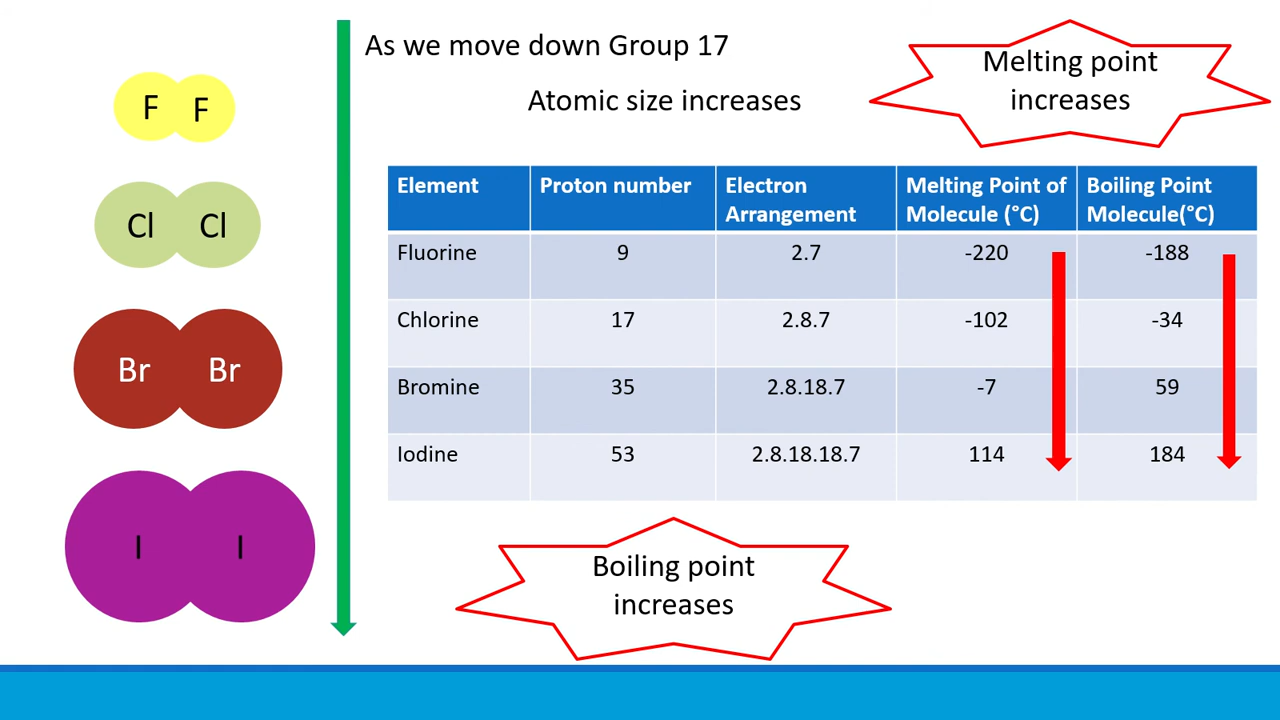 As we move down Group 17
Atomic size increases
Melting point
increases
F F
Cl Cl
Br Br
I I
Element Proton number Electron Arrangement Melting Point of Molecule (°C) Boiling Point Molecule(°C)
Fluorine 9 2.7 -220 -188
Chlorine 17 2.8.7 -102 -34
Bromine 35 2.8.18.7 -7 59
Iodine 53 2.8.18.18.7 114 184
Boiling point
increases